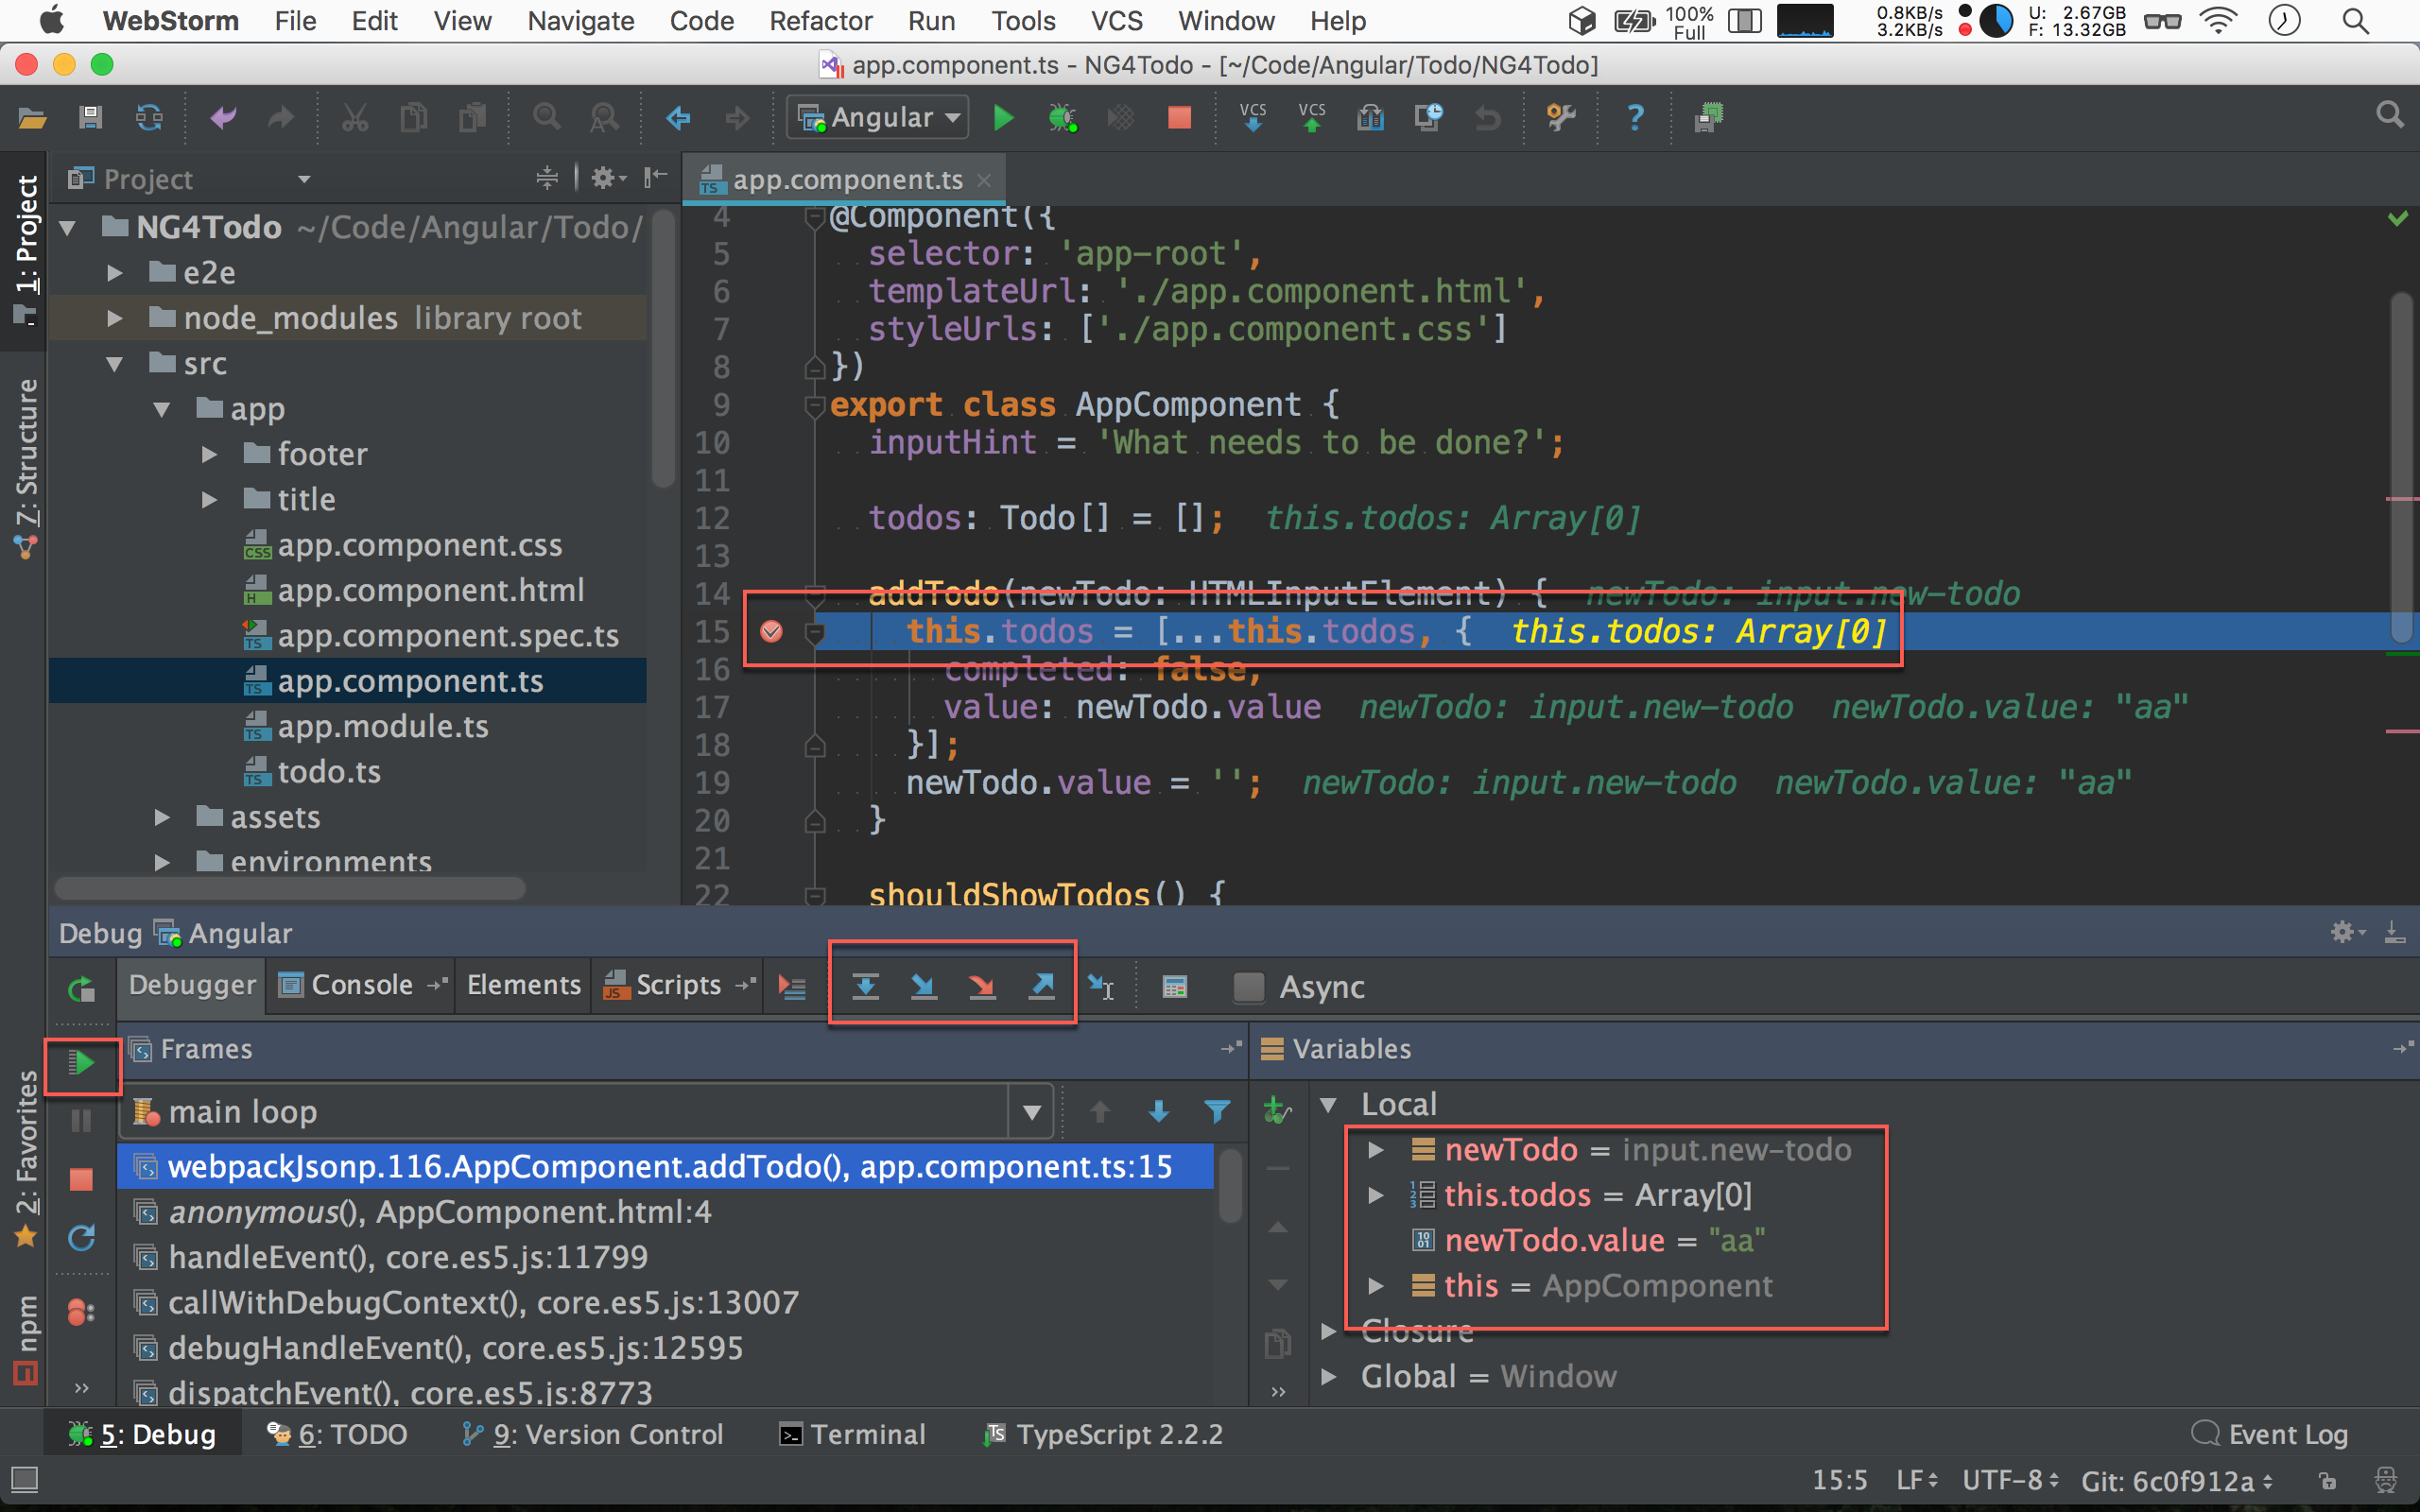 WebStorm File Edit View Navigate Code Refactor Run Tools VCS Window Help 100% Full 0.8KB/s 3.2KB/s U: 2.67GB F: 13.32GB
app.component.ts - NG4Todo - [~/Code/Angular/Todo/NG4Todo]
Angular VCS VCS ?
1: Project
7: Structure
2: Favorites
npm
Project
NG4Todo ~/Code/Angular/Todo/
e2e
node_modules library root
src
app
footer
title
CSS app.component.css
H app.component.html
TS app.component.spec.ts
TS app.component.ts
TS app.module.ts
TS todo.ts
assets
environments
TS app.component.ts
4 @Component({
5 selector: 'app-root',
6 templateUrl: './app.component.html',
7 styleUrls: ['./app.component.css']
8 })
9 export class AppComponent {
10 inputHint = 'What needs to be done?';
11
12 todos: Todo[] = []; this.todos: Array[0]
13
14 addTodo(newTodo: HTMLInputElement) { newTodo: input.new-todo
15 this.todos = [...this.todos, { this.todos: Array[0]
16 completed: false,
17 value: newTodo.value newTodo: input.new-todo newTodo.value: "aa"
18 }];
19 newTodo.value = ''; newTodo: input.new-todo newTodo.value: "aa"
20 }
21
22 shouldShowTodos() {
Debug Angular
Debugger Console Elements JS Scripts Async
Frames
main loop
webpackJsonp.116.AppComponent.addTodo(), app.component.ts:15
anonymous(), AppComponent.html:4
handleEvent(), core.es5.js:11799
callWithDebugContext(), core.es5.js:13007
debugHandleEvent(), core.es5.js:12595
dispatchEvent(), core.es5.js:8773
Variables
Local
newTodo = input.new-todo
this.todos = Array[0]
newTodo.value = "aa"
this = AppComponent
Closure
Global = Window
5: Debug 6: TODO 9: Version Control Terminal TS TypeScript 2.2.2 Event Log
15:5 LF UTF-8 Git: 6c0f912a